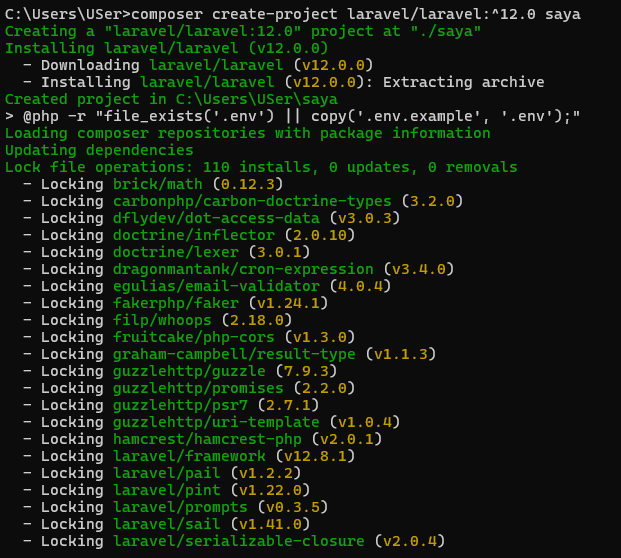 C:\Users\USer>composer create-project laravel/laravel:^12.0 saya
Creating a "laravel/laravel:12.0" project at "./saya"
Installing laravel/laravel (v12.0.0)
  - Downloading laravel/laravel (v12.0.0)
  - Installing laravel/laravel (v12.0.0): Extracting archive
Created project in C:\Users\USer\saya
> @php -r "file_exists('.env') || copy('.env.example', '.env');"
Loading composer repositories with package information
Updating dependencies
Lock file operations: 110 installs, 0 updates, 0 removals
  - Locking brick/math (0.12.3)
  - Locking carbonphp/carbon-doctrine-types (3.2.0)
  - Locking dflydev/dot-access-data (v3.0.3)
  - Locking doctrine/inflector (2.0.10)
  - Locking doctrine/lexer (3.0.1)
  - Locking dragonmantank/cron-expression (v3.4.0)
  - Locking egulias/email-validator (4.0.4)
  - Locking fakerphp/faker (v1.24.1)
  - Locking filp/whoops (2.18.0)
  - Locking fruitcake/php-cors (v1.3.0)
  - Locking graham-campbell/result-type (v1.1.3)
  - Locking guzzlehttp/guzzle (7.9.3)
  - Locking guzzlehttp/promises (2.2.0)
  - Locking guzzlehttp/psr7 (2.7.1)
  - Locking guzzlehttp/uri-template (v1.0.4)
  - Locking hamcrest/hamcrest-php (v2.0.1)
  - Locking laravel/framework (v12.8.1)
  - Locking laravel/pail (v1.2.2)
  - Locking laravel/pint (v1.22.0)
  - Locking laravel/prompts (v0.3.5)
  - Locking laravel/sail (v1.41.0)
  - Locking laravel/serializable-closure (v2.0.4)